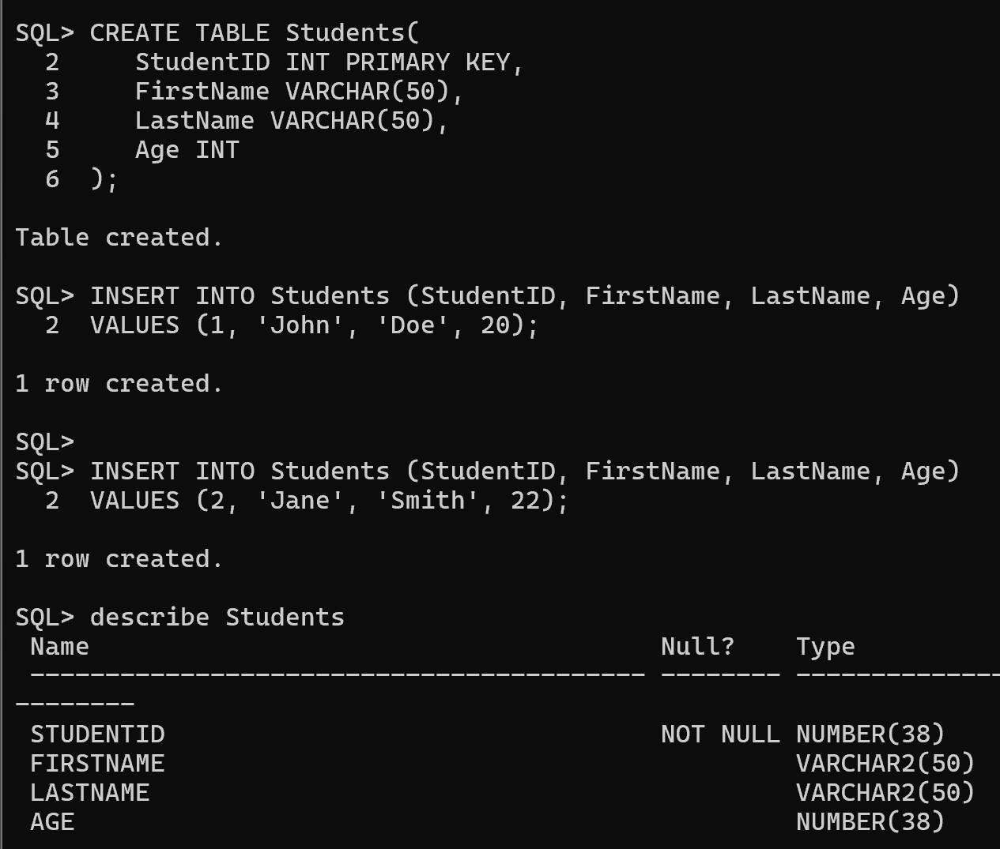 SQL> CREATE TABLE Students(
  2     StudentID INT PRIMARY KEY,
  3     FirstName VARCHAR(50),
  4     LastName VARCHAR(50),
  5     Age INT
  6  );
Table created.
SQL> INSERT INTO Students (StudentID, FirstName, LastName, Age)
  2  VALUES (1, 'John', 'Doe', 20);
1 row created.
SQL>
SQL> INSERT INTO Students (StudentID, FirstName, LastName, Age)
  2  VALUES (2, 'Jane', 'Smith', 22);
1 row created.
SQL> describe Students
 Name                                      Null?    Type
 ----------------------------------------- -------- --------------
--------
 STUDENTID                                 NOT NULL NUMBER(38)
 FIRSTNAME                                          VARCHAR2(50)
 LASTNAME                                           VARCHAR2(50)
 AGE                                                NUMBER(38)